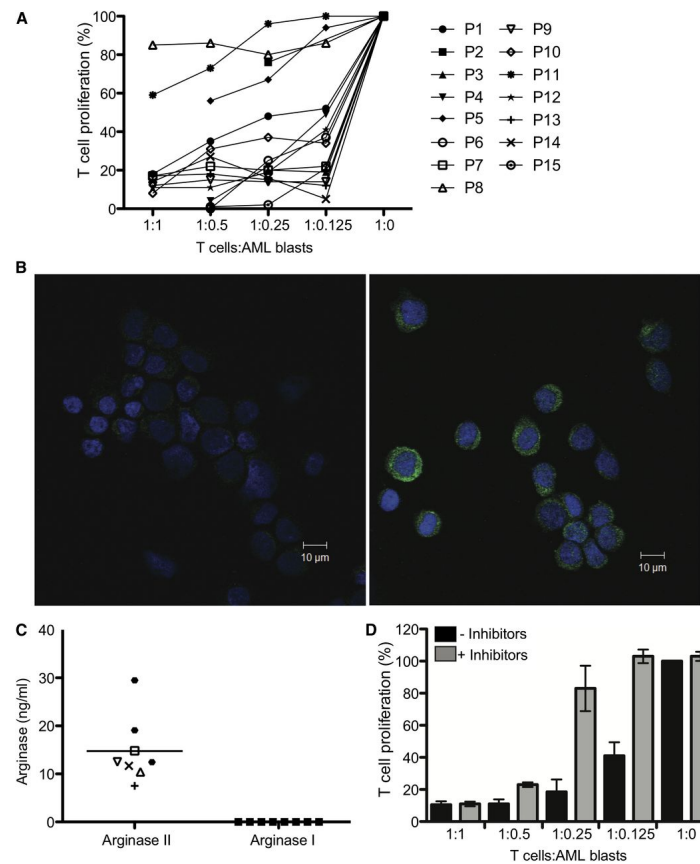 A
T cell proliferation (%)
100
80
60
40
20
0
1:1 1:0.5 1:0.25 1:0.125 1:0
T cells:AML blasts
P1 P9
P2 P10
P3 P11
P4 P12
P5 P13
P6 P14
P7 P15
P8
B
10 μm
10 μm
C
Arginase (ng/ml)
40
30
20
10
0
Arginase II Arginase I
D
T cell proliferation (%)
120
100
80
60
40
20
0
- Inhibitors
+ Inhibitors
1:1 1:0.5 1:0.25 1:0.125 1:0
T cells:AML blasts